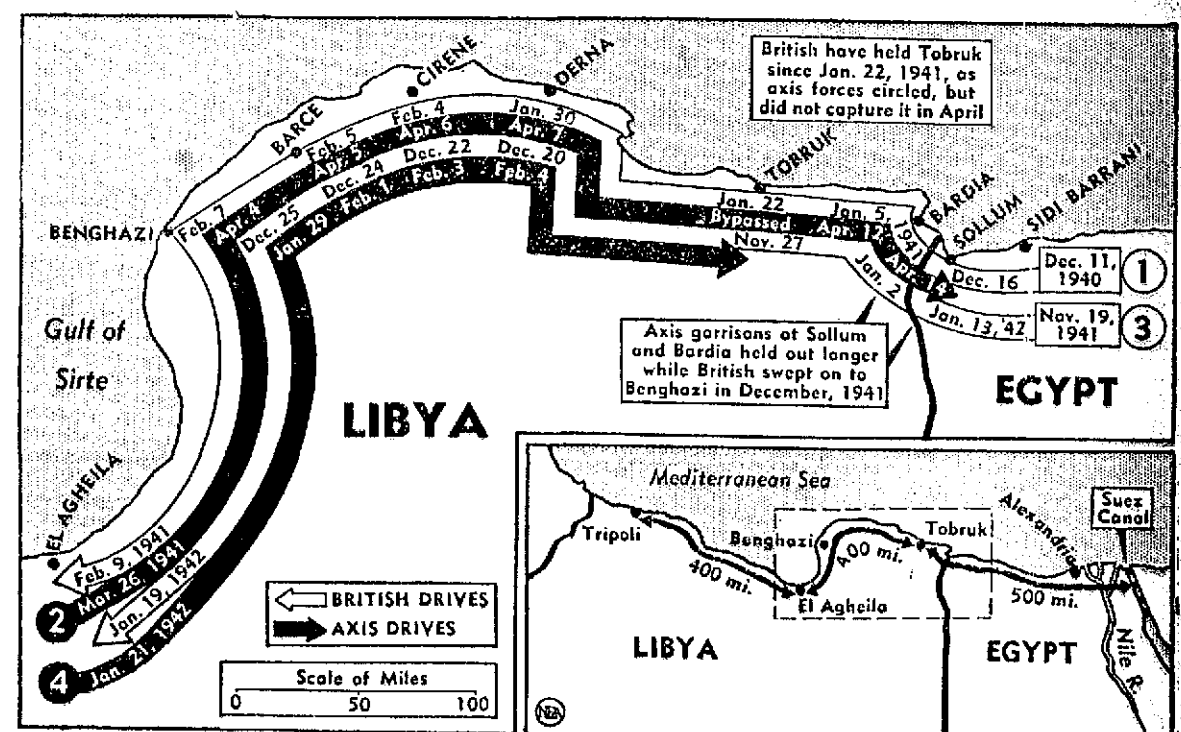 British have held Tobruk
since Jan. 22, 1941, as
axis forces circled, but
did not capture it in April
CIRENE
DERNA
BARCE
TOBRUK
BARDIA
SOLLUM
SIDI BARRANI
BENGHAZI
EL AGHEILA
Feb. 7
Feb. 5
Feb. 4
Jan. 30
Jan. 22
Jan. 5, 1941
Dec. 16
Dec. 11,
1940
1
Apr. 4
Apr. 5
Apr. 6
Apr. 7
Bypassed
Apr. 12
Dec. 25
Dec. 24
Dec. 22
Dec. 20
Nov. 27
Jan. 2
Jan. 13, '42
Nov. 19,
1941
3
Jan. 29
Feb. 1
Feb. 3
Feb. 4
Axis garrisons at Sollum
and Bardia held out longer
while British swept on to
Benghazi in December, 1941
Gulf of
Sirte
LIBYA
EGYPT
Feb. 9, 1941
Mar. 26, 1941
2
Jan. 19, 1942
Jan. 21, 1942
4
BRITISH DRIVES
AXIS DRIVES
Scale of Miles
0 50 100
Mediterranean Sea
Tripoli
Benghazi
Tobruk
Alexandria
Suez
Canal
400 mi.
400 mi.
500 mi.
El Agheila
LIBYA
EGYPT
Nile R.
NEA